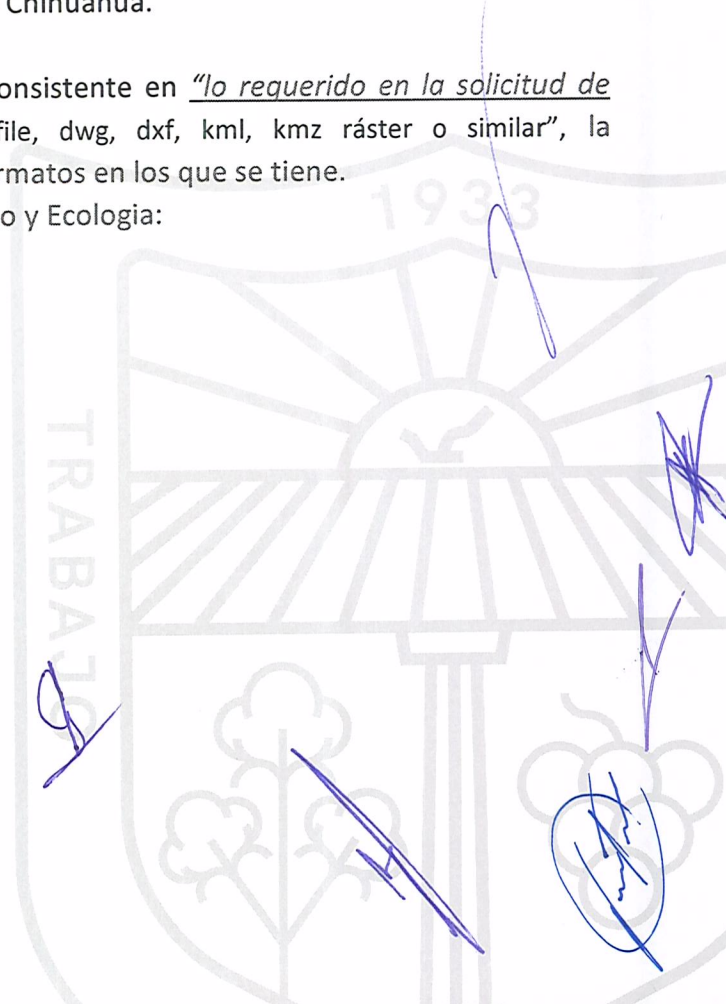 Chihuahua.
onsistente en "lo requerido en la solicitud de
file, dwg, dxf, kml, kmz ráster o similar", la
rmatos en los que se tiene.
o y Ecologia:
1933
TRABAJO